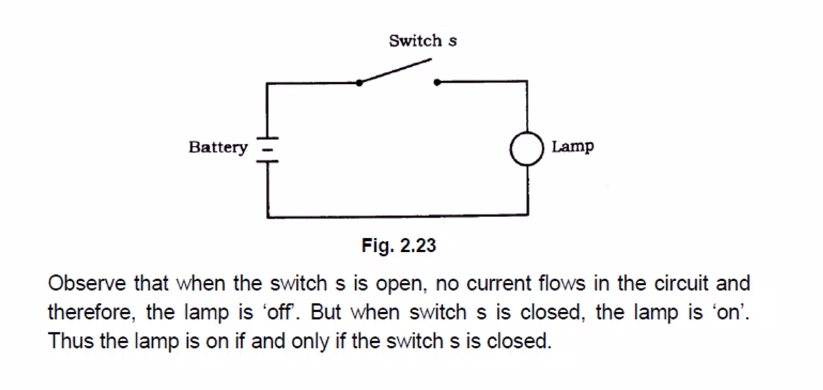 Switch s
Battery
Lamp
Fig. 2.23
Observe that when the switch s is open, no current flows in the circuit and
therefore, the lamp is 'off'. But when switch s is closed, the lamp is 'on'.
Thus the lamp is on if and only if the switch s is closed.